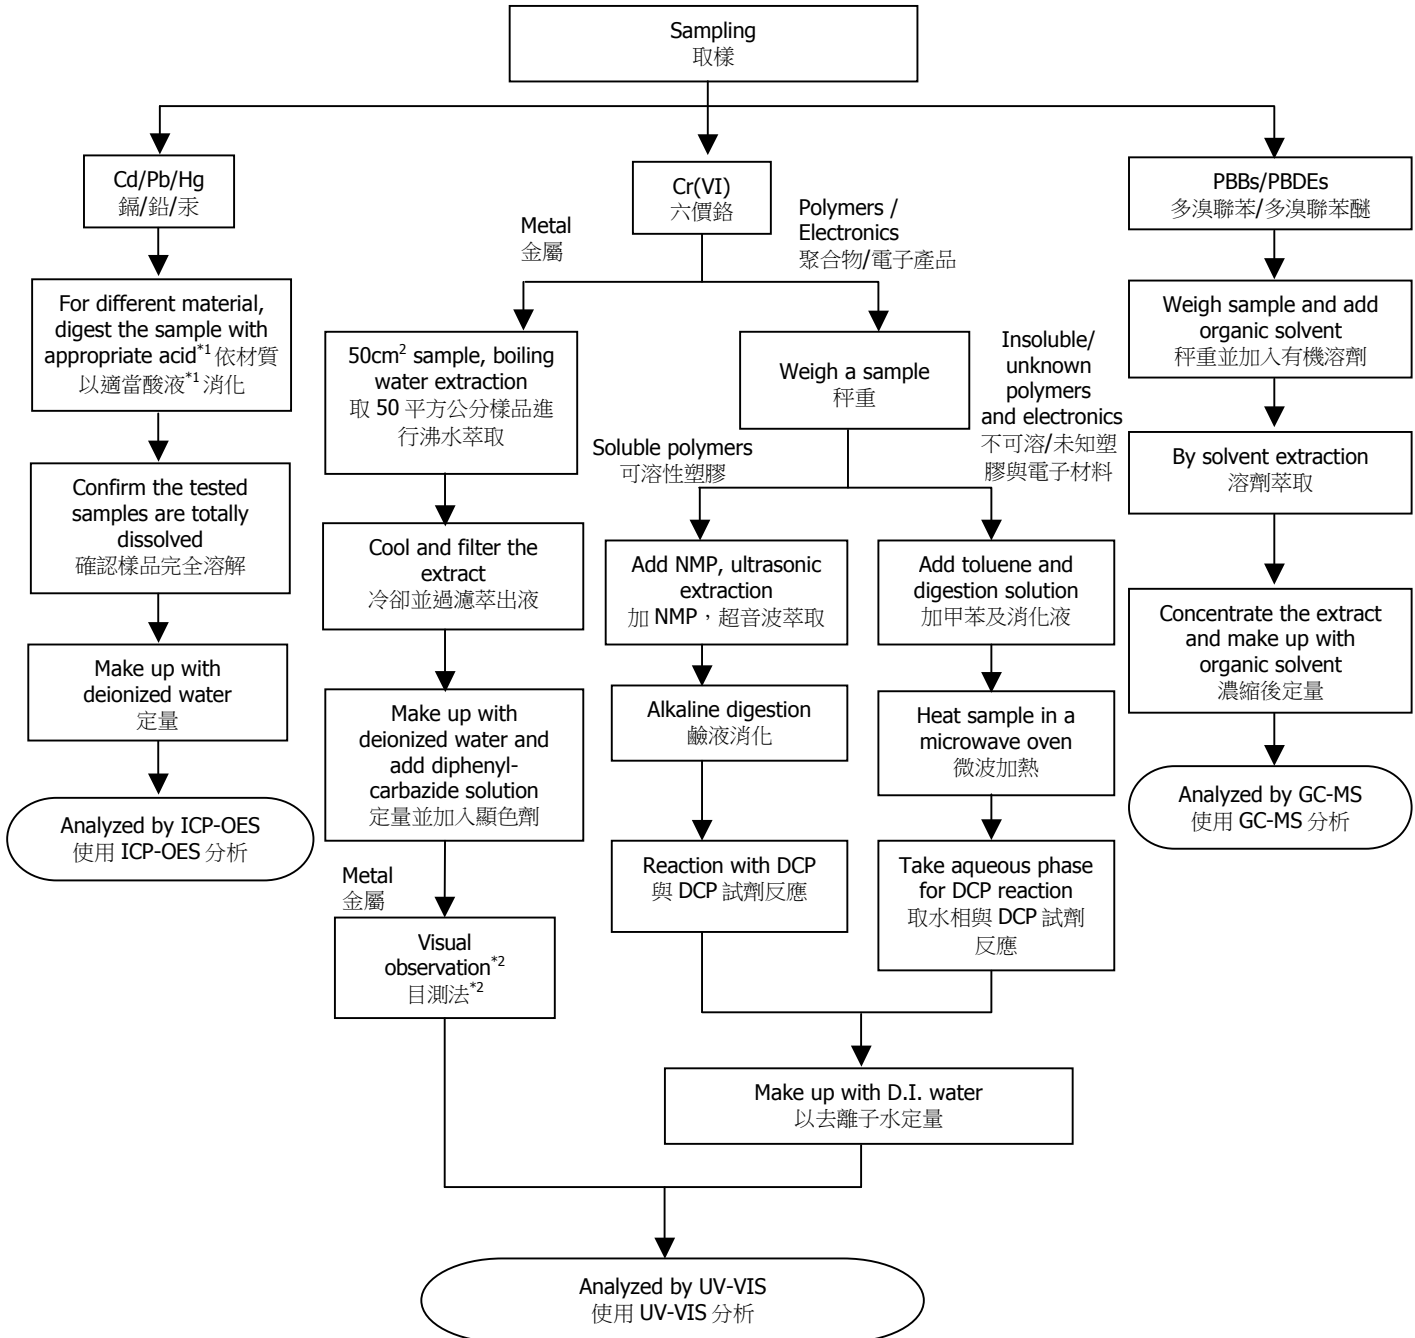 Sampling
取樣
Cd/Pb/Hg
鎘/鉛/汞
For different material,
digest the sample with
appropriate acid*1 依材質
以適當酸液*1 消化
Confirm the tested
samples are totally
dissolved
確認樣品完全溶解
Make up with
deionized water
定量
Analyzed by ICP-OES
使用 ICP-OES 分析
Cr(VI)
六價鉻
Metal
金屬
50cm2 sample, boiling
water extraction
取 50 平方公分樣品進
行沸水萃取
Cool and filter the
extract
冷卻並過濾萃出液
Make up with
deionized water and
add diphenyl-
carbazide solution
定量並加入顯色劑
Metal
金屬
Visual
observation*2
目測法*2
Polymers /
Electronics
聚合物/電子產品
Weigh a sample
秤重
Soluble polymers
可溶性塑膠
Add NMP, ultrasonic
extraction
加 NMP，超音波萃取
Alkaline digestion
鹼液消化
Reaction with DCP
與 DCP 試劑反應
Insoluble/
unknown
polymers
and electronics
不可溶/未知塑
膠與電子材料
Add toluene and
digestion solution
加甲苯及消化液
Heat sample in a
microwave oven
微波加熱
Take aqueous phase
for DCP reaction
取水相與 DCP 試劑
反應
Make up with D.I. water
以去離子水定量
Analyzed by UV-VIS
使用 UV-VIS 分析
PBBs/PBDEs
多溴聯苯/多溴聯苯醚
Weigh sample and add
organic solvent
秤重並加入有機溶劑
By solvent extraction
溶劑萃取
Concentrate the extract
and make up with
organic solvent
濃縮後定量
Analyzed by GC-MS
使用 GC-MS 分析